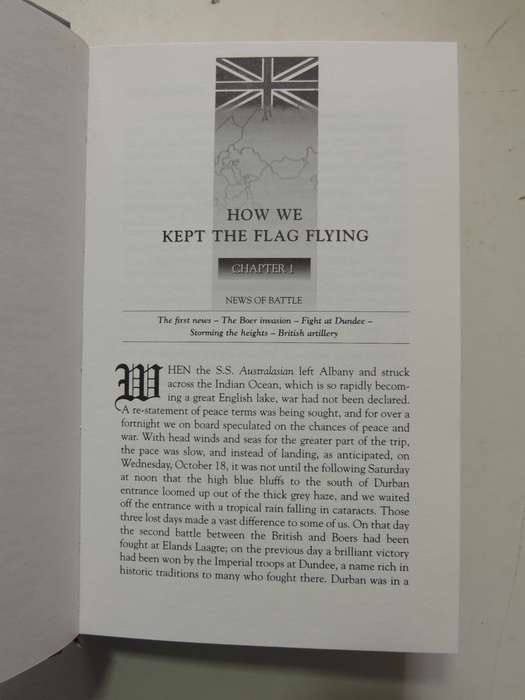 HOW WE
KEPT THE FLAG FLYING
CHAPTER 1
NEWS OF BATTLE
The first news – The Boer invasion – Fight at Dundee –
Storming the heights – British artillery
WHEN the S.S. Australasian left Albany and struck
across the Indian Ocean, which is so rapidly becom-
ing a great English lake, war had not been declared.
A re-statement of peace terms was being sought, and for over a
fortnight we on board speculated on the chances of peace and
war. With head winds and seas for the greater part of the trip,
the pace was slow, and instead of landing, as anticipated, on
Wednesday, October 18, it was not until the following Saturday
at noon that the high blue bluffs to the south of Durban
entrance loomed up out of the thick grey haze, and we waited
off the entrance with a tropical rain falling in cataracts. Those
three lost days made a vast difference to some of us. On that day
the second battle between the British and Boers had been
fought at Elands Laagte; on the previous day a brilliant victory
had been won by the Imperial troops at Dundee, a name rich in
historic traditions to many who fought there. Durban was in a